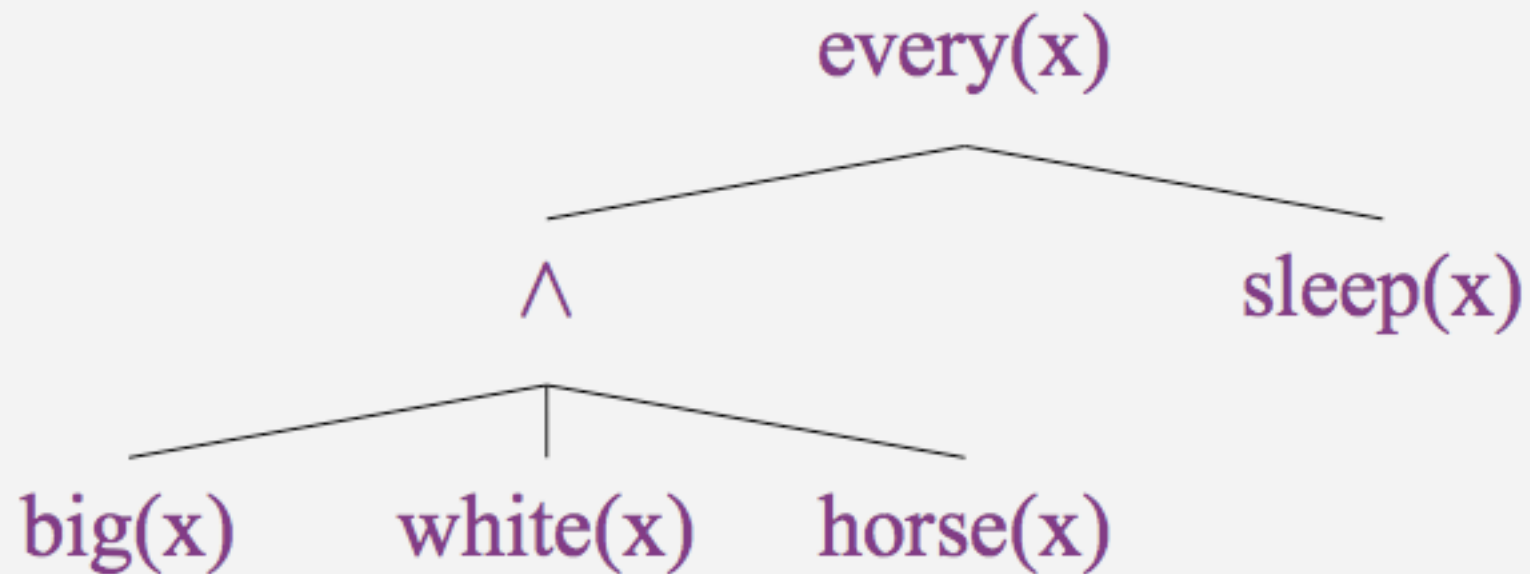 every(x)
∧ sleep(x)
big(x) white(x) horse(x)